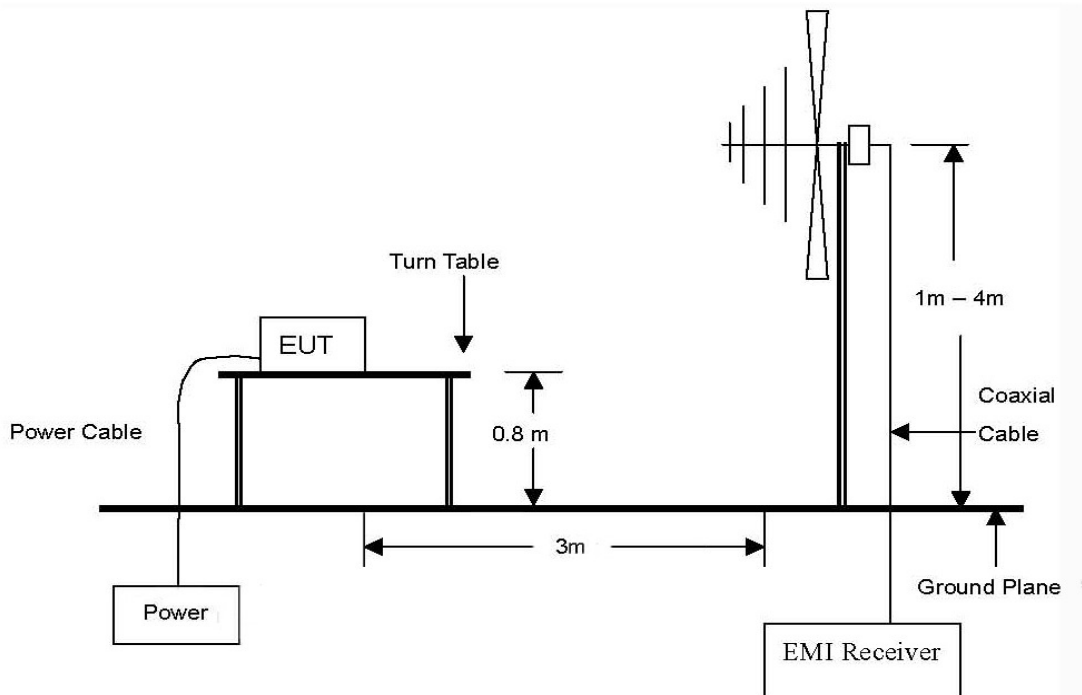 Turn Table
1m – 4m
EUT
Coaxial
Cable
Power Cable
0.8 m
3m
Ground Plane
Power
EMI Receiver